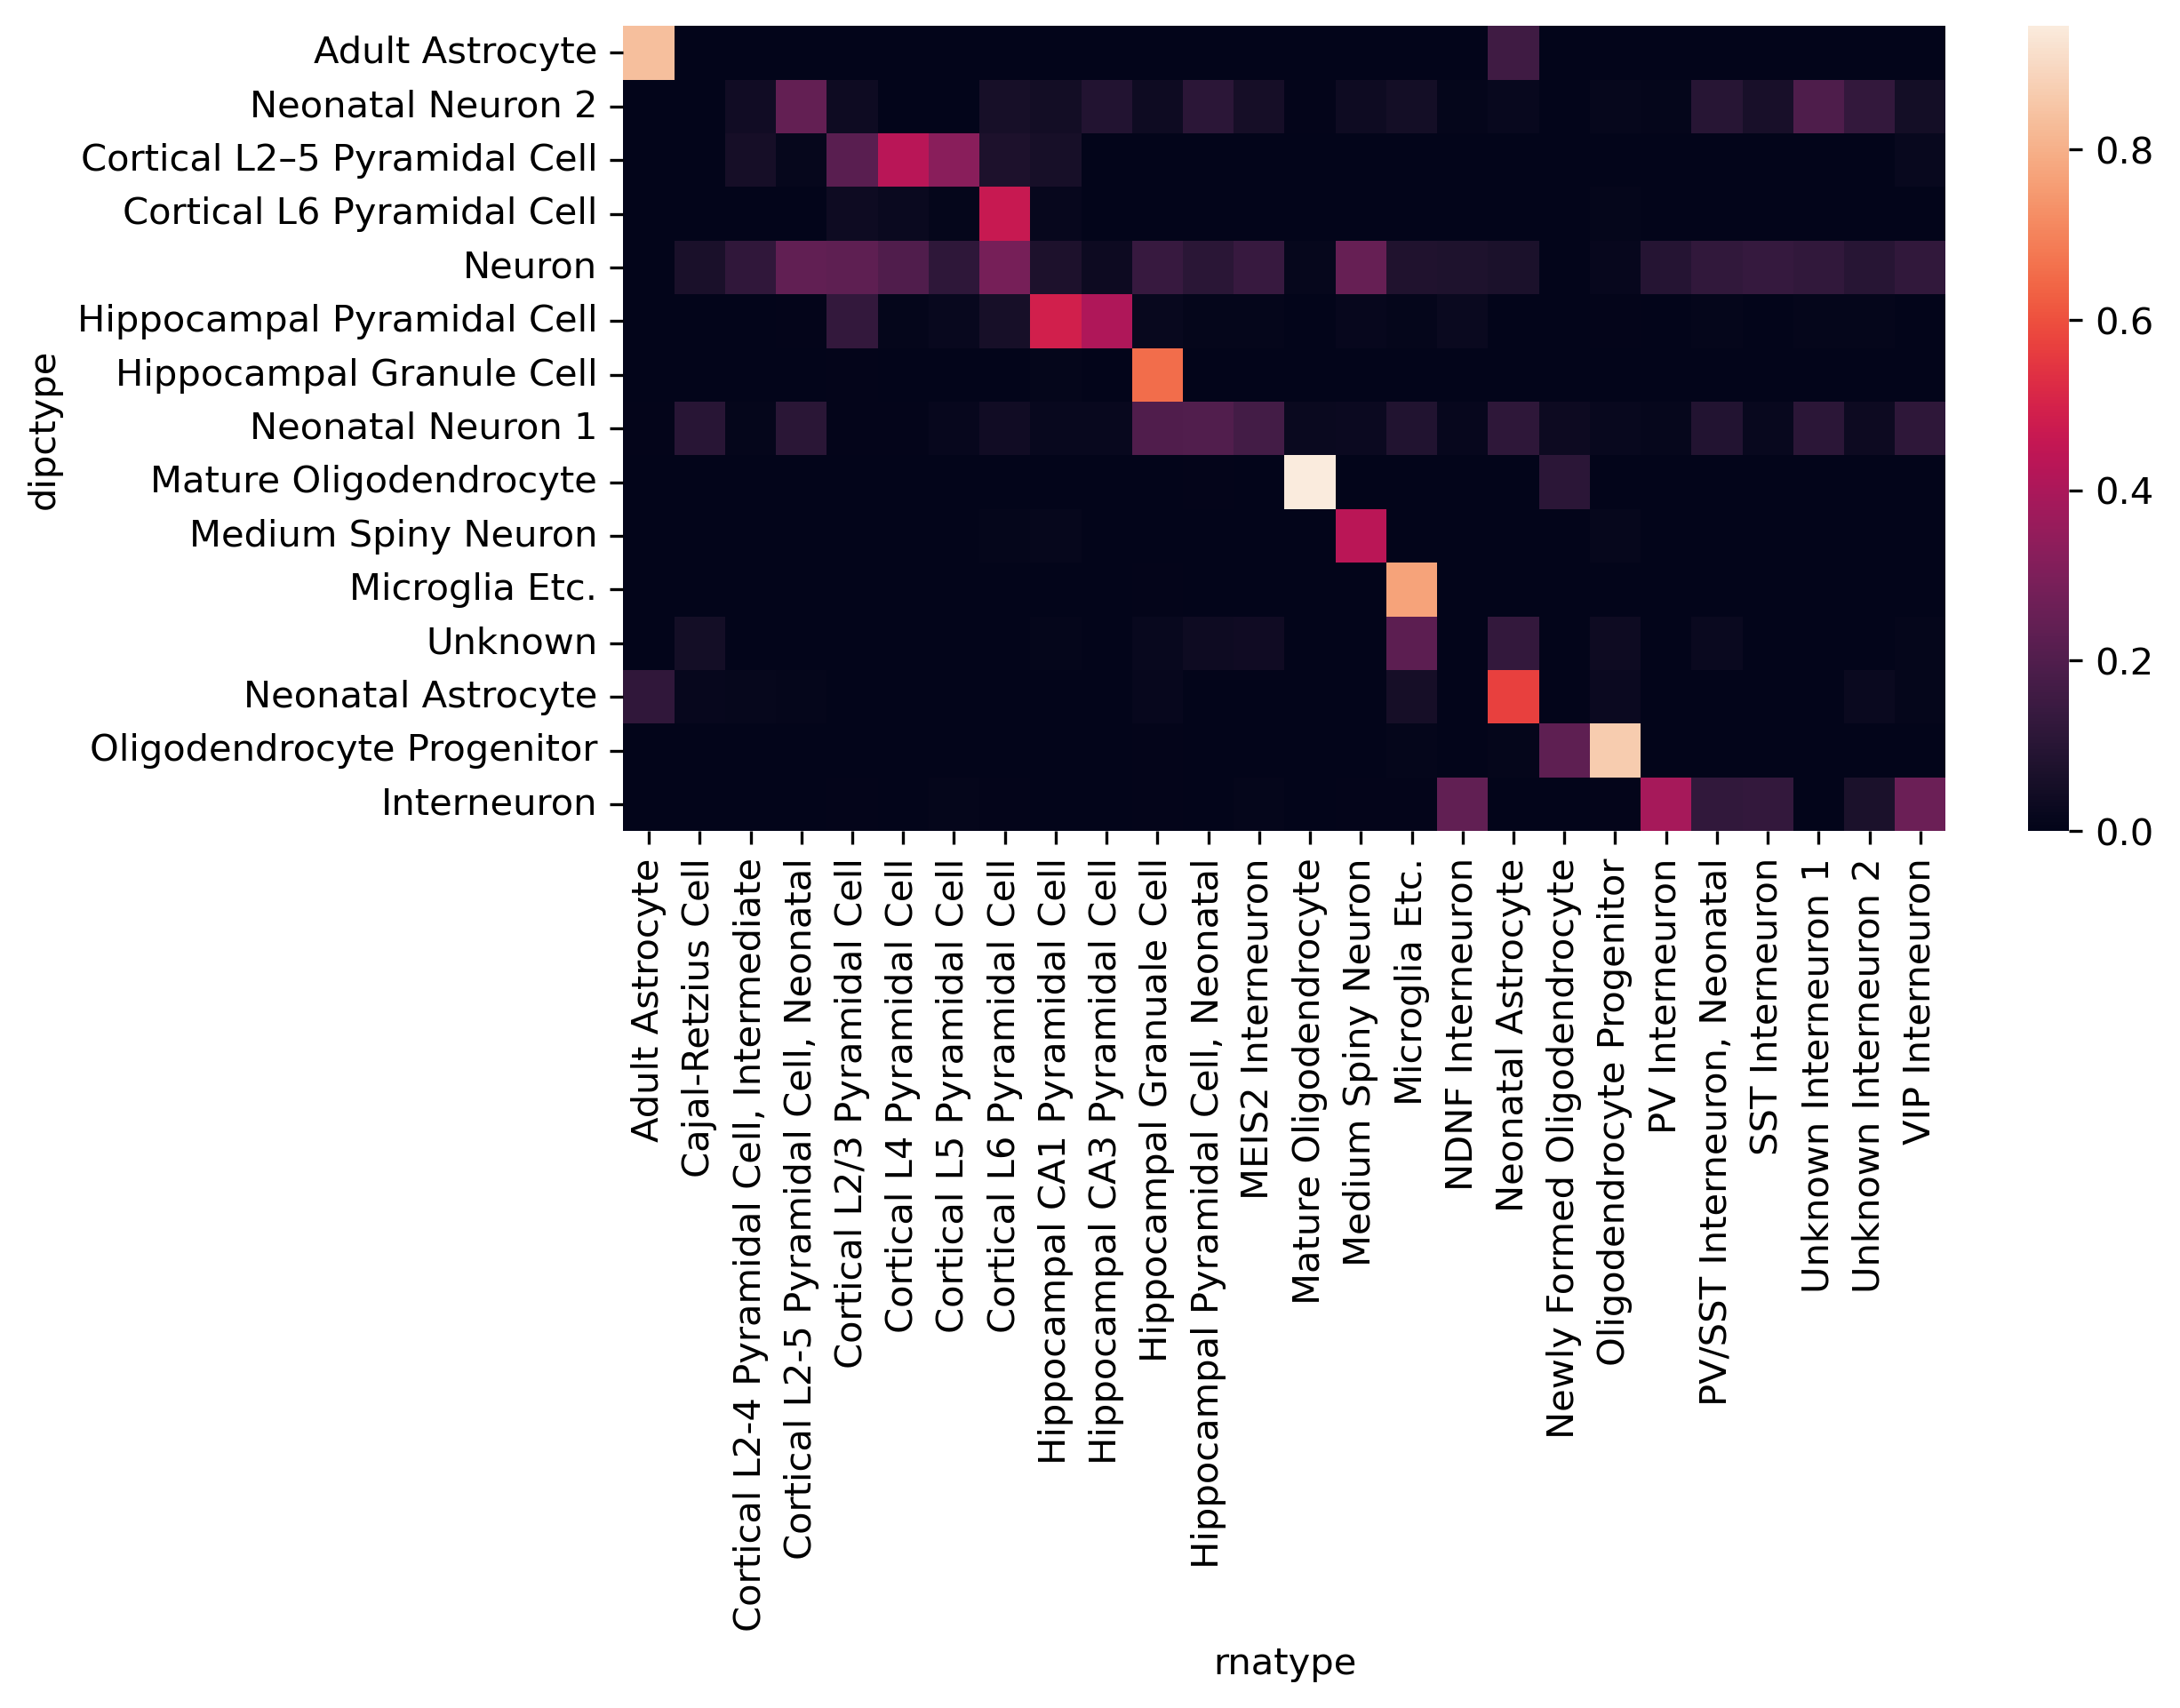 dipctype
Adult Astrocyte
Neonatal Neuron 2
Cortical L2–5 Pyramidal Cell
Cortical L6 Pyramidal Cell
Neuron
Hippocampal Pyramidal Cell
Hippocampal Granule Cell
Neonatal Neuron 1
Mature Oligodendrocyte
Medium Spiny Neuron
Microglia Etc.
Unknown
Neonatal Astrocyte
Oligodendrocyte Progenitor
Interneuron
0.8
0.6
0.4
0.2
0.0
Adult Astrocyte
Cajal-Retzius Cell
Cortical L2-4 Pyramidal Cell, Intermediate
Cortical L2-5 Pyramidal Cell, Neonatal
Cortical L2/3 Pyramidal Cell
Cortical L4 Pyramidal Cell
Cortical L5 Pyramidal Cell
Cortical L6 Pyramidal Cell
Hippocampal CA1 Pyramidal Cell
Hippocampal CA3 Pyramidal Cell
Hippocampal Granuale Cell
Hippocampal Pyramidal Cell, Neonatal
MEIS2 Interneuron
Mature Oligodendrocyte
Medium Spiny Neuron
Microglia Etc.
NDNF Interneuron
Neonatal Astrocyte
Newly Formed Oligodendrocyte
Oligodendrocyte Progenitor
PV Interneuron
PV/SST Interneuron, Neonatal
SST Interneuron
Unknown Interneuron 1
Unknown Interneuron 2
VIP Interneuron
rnatype